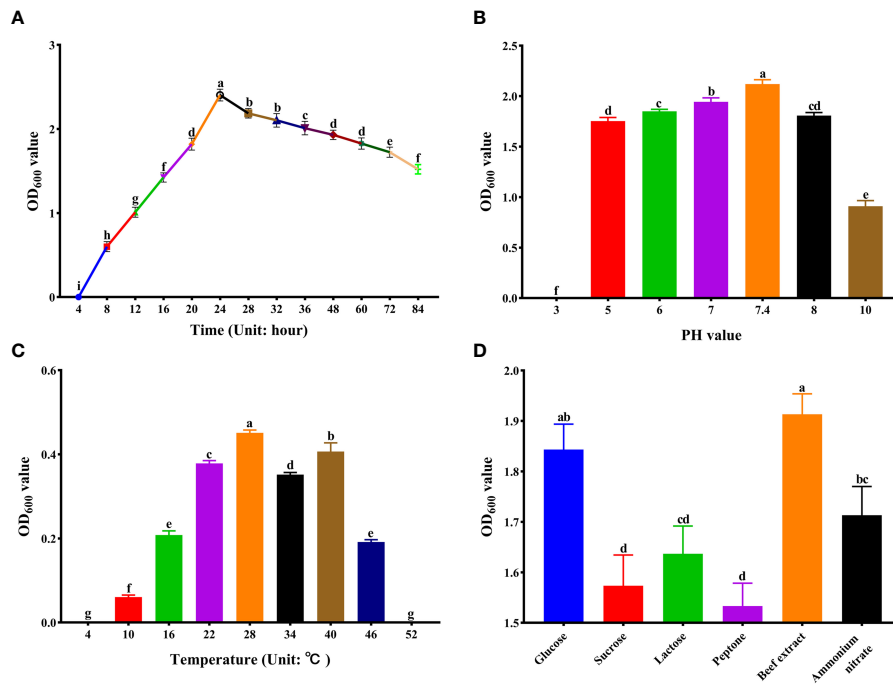 A
OD600 value
3
2
1
0
i
h
g
f
d
a
b
b
c
d
d
e
f
4
8
12
16
20
24
28
32
36
48
60
72
84
Time (Unit: hour)
B
OD600 value
2.5
2.0
1.5
1.0
0.5
0.0
f
d
c
b
a
cd
e
3
5
6
7
7.4
8
10
PH value
C
OD600 value
0.6
0.4
0.2
0.0
g
f
e
c
a
d
b
e
g
4
10
16
22
28
34
40
46
52
Temperature (Unit: ℃)
D
OD600 value
2.0
1.9
1.8
1.7
1.6
1.5
ab
d
cd
d
a
bc
Glucose
Sucrose
Lactose
Peptone
Beef extract
Ammonium
nitrate